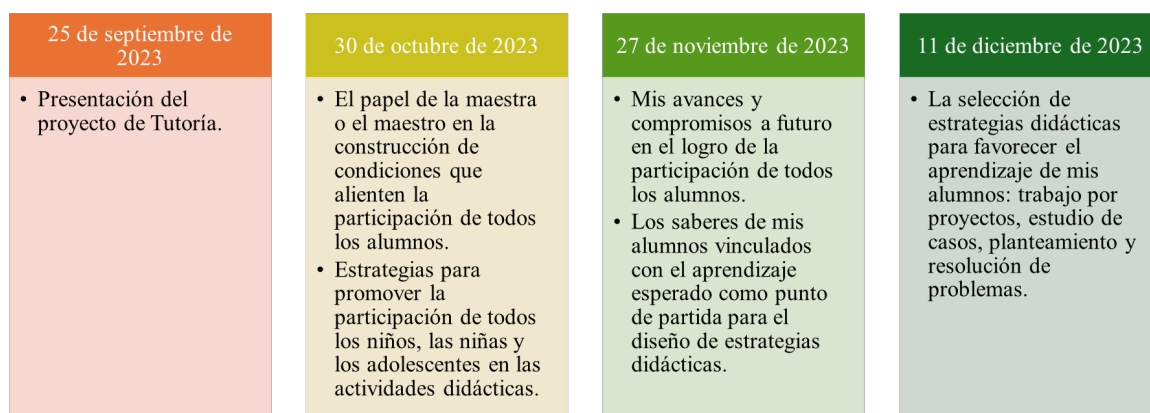 25 de septiembre de
2023
• Presentación del
proyecto de Tutoría.
30 de octubre de 2023
• El papel de la maestra
o el maestro en la
construcción de
condiciones que
alienten la
participación de todos
los alumnos.
• Estrategias para
promover la
participación de todos
los niños, las niñas y
los adolescentes en las
actividades didácticas.
27 de noviembre de 2023
• Mis avances y
compromisos a futuro
en el logro de la
participación de todos
los alumnos.
• Los saberes de mis
alumnos vinculados
con el aprendizaje
esperado como punto
de partida para el
diseño de estrategias
didácticas.
11 de diciembre de 2023
• La selección de
estrategias didácticas
para favorecer el
aprendizaje de mis
alumnos: trabajo por
proyectos, estudio de
casos, planteamiento y
resolución de
problemas.